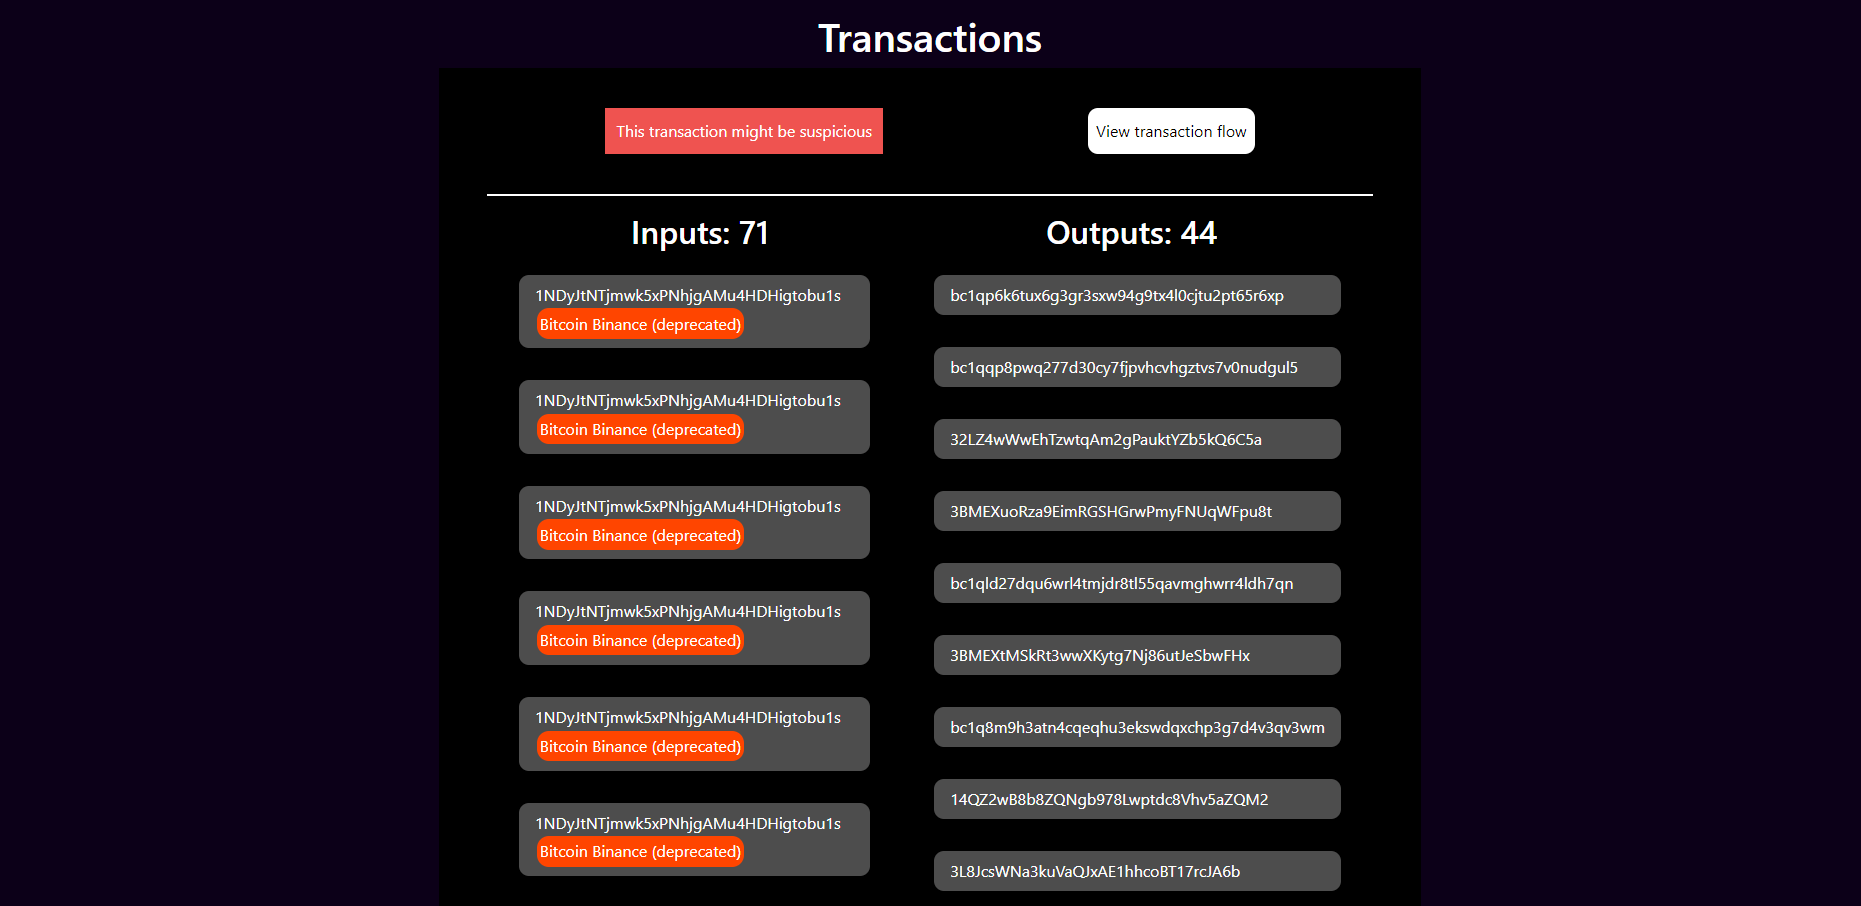 Transactions
This transaction might be suspicious
View transaction flow
Inputs: 71
1NDyJtNTjmwk5xPNhjgAMu4HDHigtobu1s
Bitcoin Binance (deprecated)
1NDyJtNTjmwk5xPNhjgAMu4HDHigtobu1s
Bitcoin Binance (deprecated)
1NDyJtNTjmwk5xPNhjgAMu4HDHigtobu1s
Bitcoin Binance (deprecated)
1NDyJtNTjmwk5xPNhjgAMu4HDHigtobu1s
Bitcoin Binance (deprecated)
1NDyJtNTjmwk5xPNhjgAMu4HDHigtobu1s
Bitcoin Binance (deprecated)
1NDyJtNTjmwk5xPNhjgAMu4HDHigtobu1s
Bitcoin Binance (deprecated)
Outputs: 44
bc1qp6k6tux6g3gr3sxw94g9tx4l0cjtu2pt65r6xp
bc1qqp8pwq277d30cy7fjpvhcvhgztvs7v0nudgul5
32LZ4wWwEhTzwtqAm2gPauktYZb5kQ6C5a
3BMEXuoRza9EimRGSHGrwPmyFNUqWFpu8t
bc1qld27dqu6wrl4tmjdr8tl55qavmghwrr4ldh7qn
3BMEXtMSkRt3wwXKytg7Nj86utJeSbwFHx
bc1q8m9h3atn4cqeqhu3ekswdqxchp3g7d4v3qv3wm
14QZ2wB8b8ZQNgb978Lwptdc8Vhv5aZQM2
3L8JcsWNa3kuVaQJxAE1hhcoBT17rcJA6b